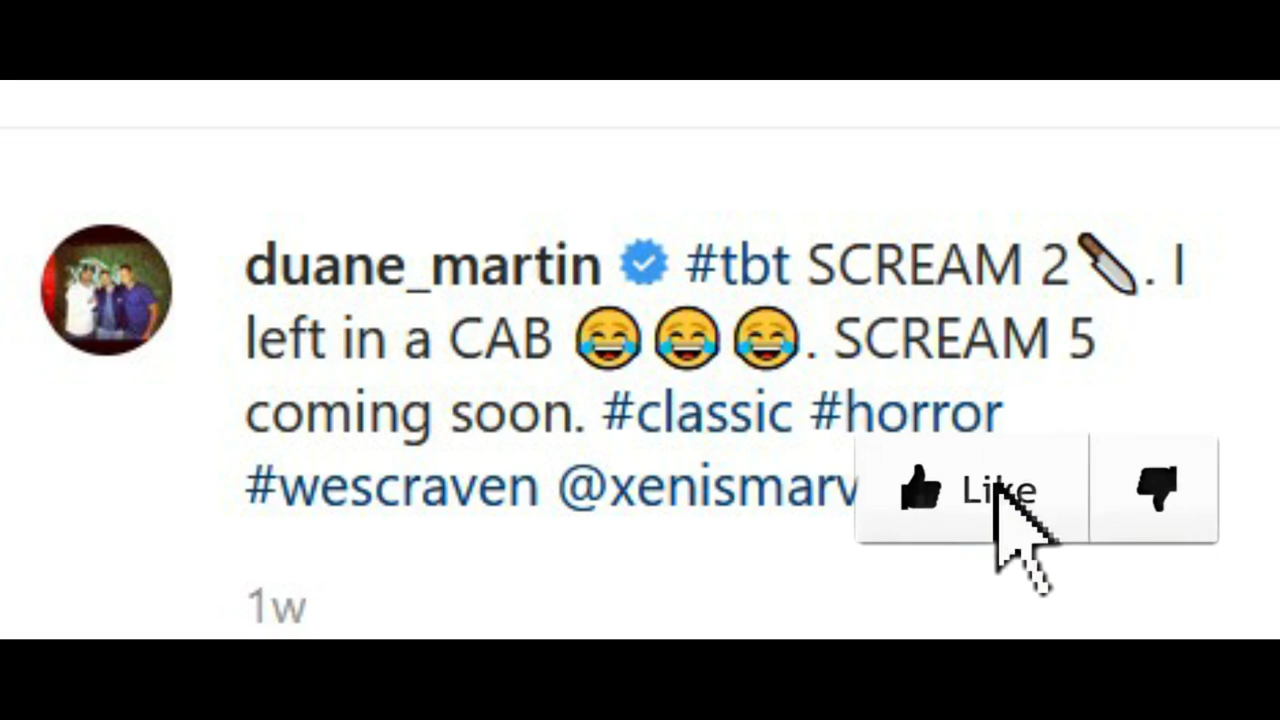 duane_martin #tbt SCREAM 2🔪. I
left in a CAB 😂😂😂. SCREAM 5
coming soon. #classic #horror
#wescraven @xenismarv
Like
1w